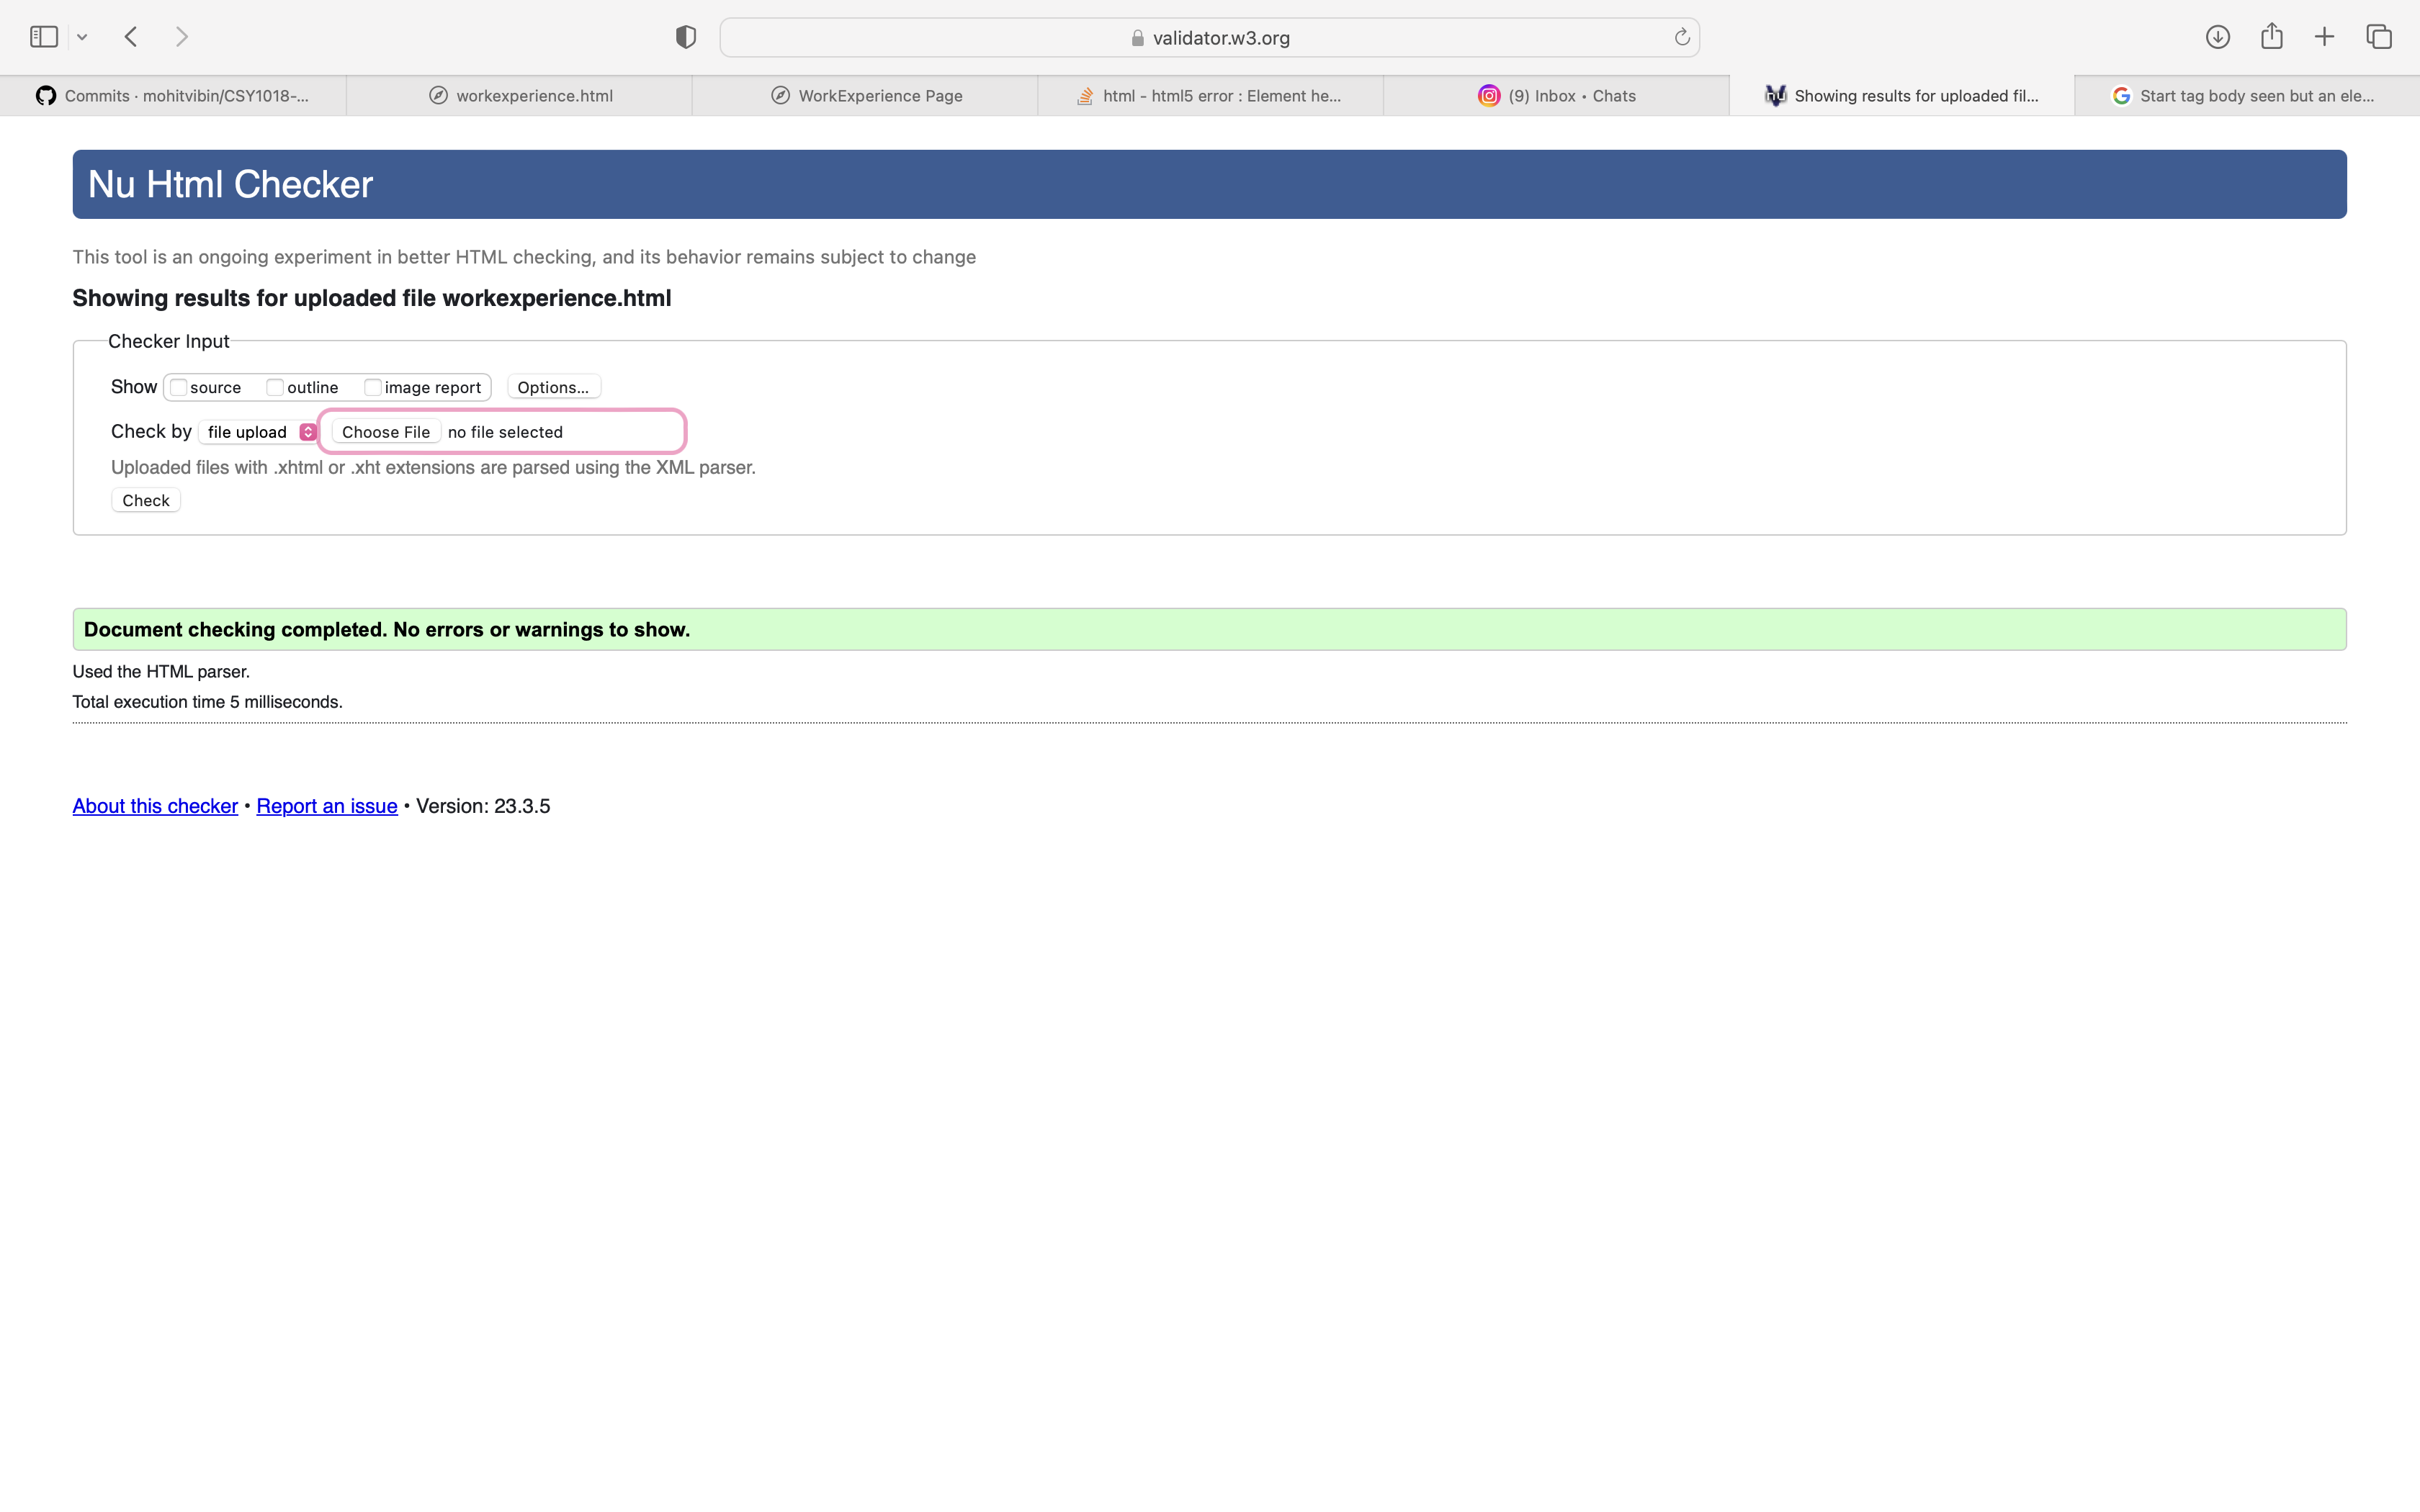 validator.w3.org
Commits · mohitvibin/CSY1018-...
workexperience.html
WorkExperience Page
html - html5 error : Element he...
(9) Inbox • Chats
Showing results for uploaded fil...
Start tag body seen but an ele...
Nu Html Checker
This tool is an ongoing experiment in better HTML checking, and its behavior remains subject to change
Showing results for uploaded file workexperience.html
Checker Input
Show source outline image report Options...
Check by file upload Choose File no file selected
Uploaded files with .xhtml or .xht extensions are parsed using the XML parser.
Check
Document checking completed. No errors or warnings to show.
Used the HTML parser.
Total execution time 5 milliseconds.
About this checker • Report an issue • Version: 23.3.5